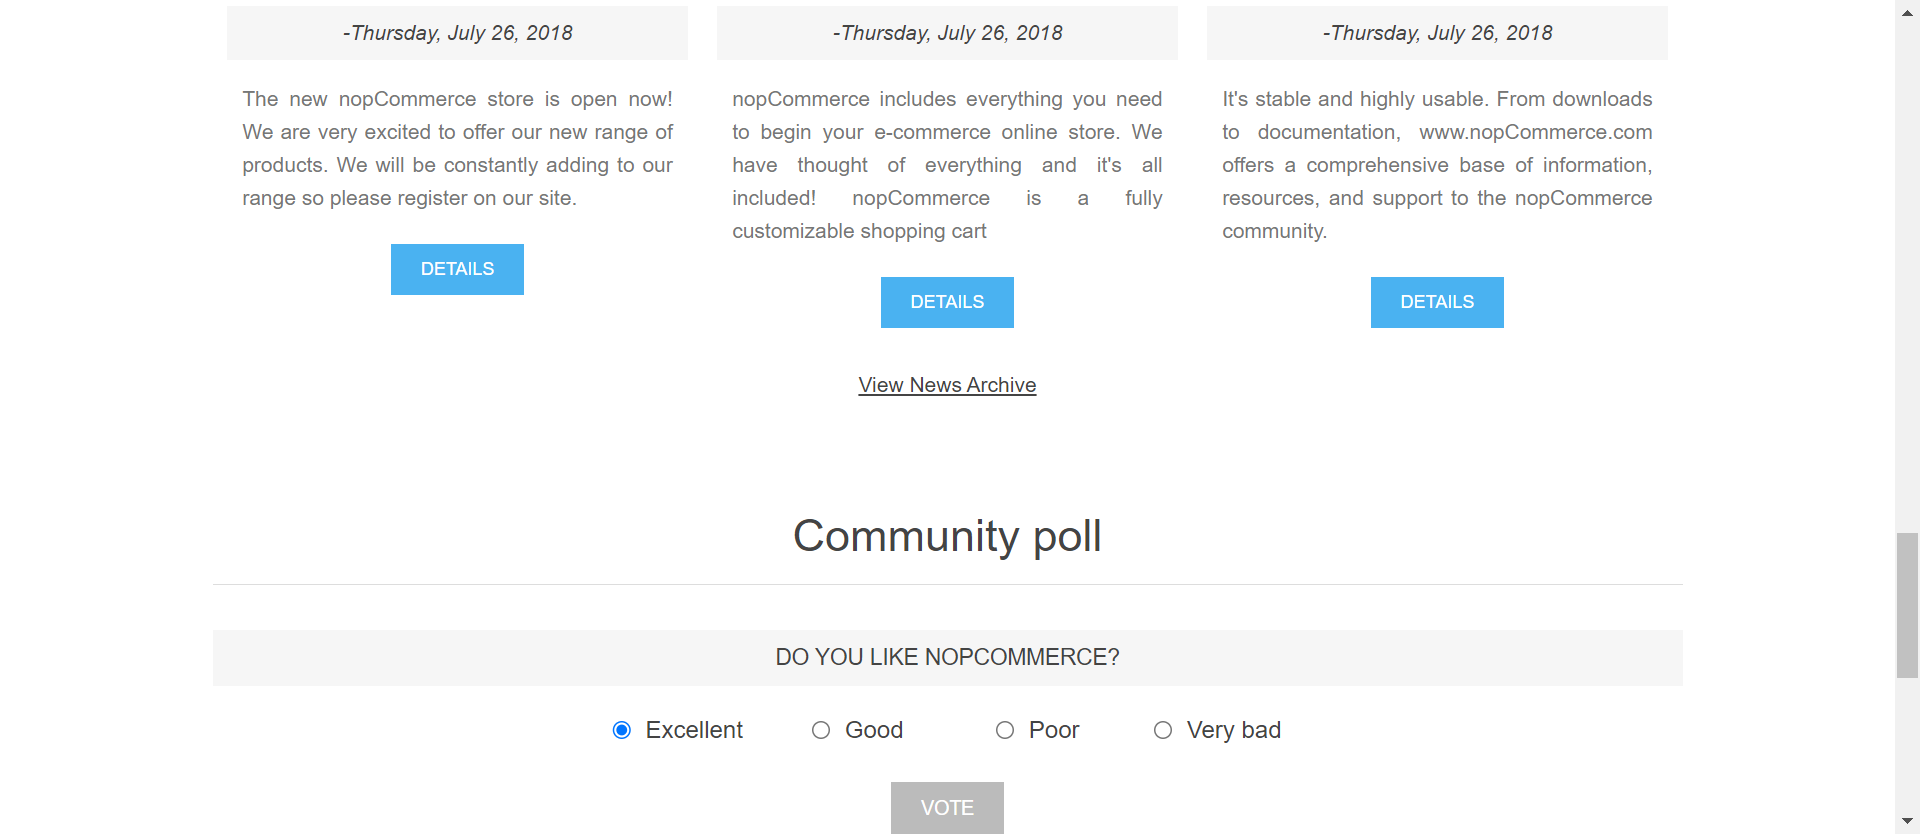 -Thursday, July 26, 2018
The new nopCommerce store is open now!
We are very excited to offer our new range of
products. We will be constantly adding to our
range so please register on our site.
DETAILS
-Thursday, July 26, 2018
nopCommerce includes everything you need
to begin your e-commerce online store. We
have thought of everything and it's all
included! nopCommerce is a fully
customizable shopping cart
DETAILS
-Thursday, July 26, 2018
It's stable and highly usable. From downloads
to documentation, www.nopCommerce.com
offers a comprehensive base of information,
resources, and support to the nopCommerce
community.
DETAILS
View News Archive
Community poll
DO YOU LIKE NOPCOMMERCE?
Excellent Good Poor Very bad
VOTE